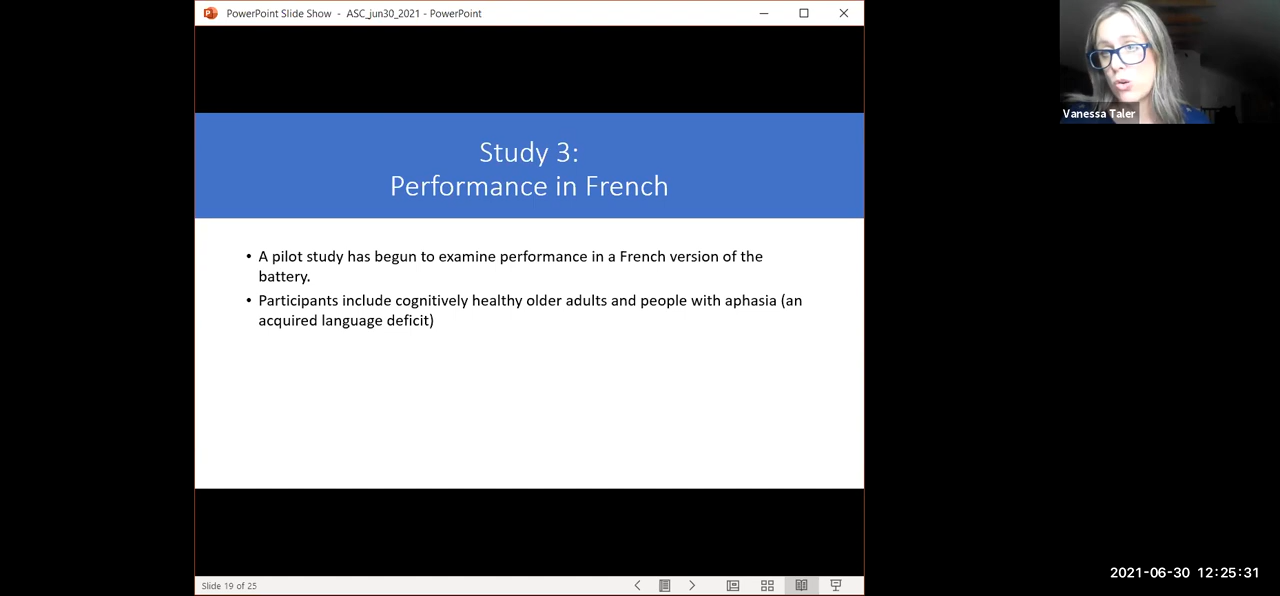 PowerPoint Slide Show - ASC_jun30_2021 - PowerPoint
Vanessa Taler
Study 3:
Performance in French
• A pilot study has begun to examine performance in a French version of the
battery.
• Participants include cognitively healthy older adults and people with aphasia (an
acquired language deficit)
Slide 19 of 25
2021-06-30 12:25:31